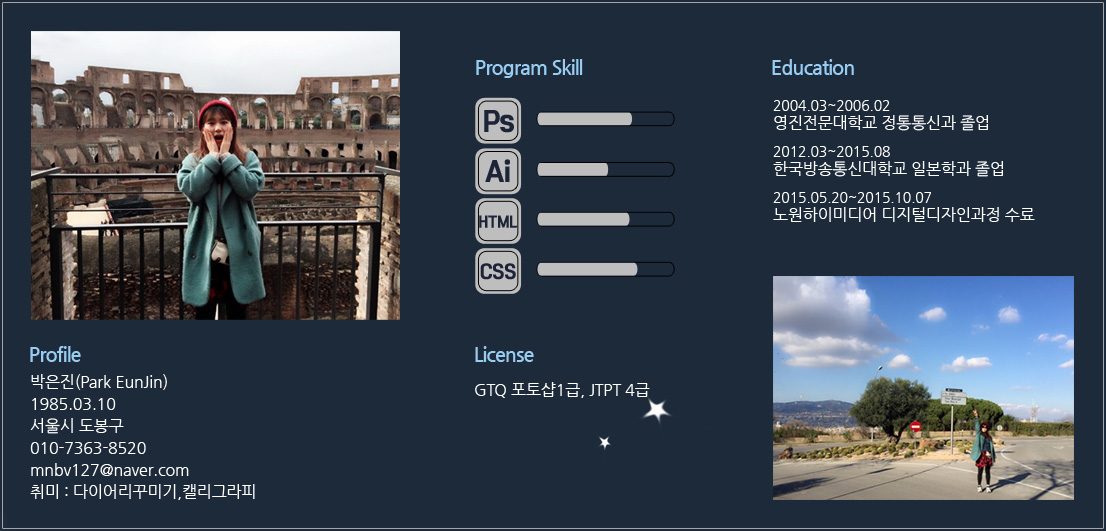 Program Skill
Ps
Ai
HTML
CSS
Education
2004.03~2006.02
영진전문대학교 정통통신과 졸업
2012.03~2015.08
한국방송통신대학교 일본학과 졸업
2015.05.20~2015.10.07
노원하이미디어 디지털디자인과정 수료
Profile
박은진(Park EunJin)
1985.03.10
서울시 도봉구
010-7363-8520
mnbv127@naver.com
취미 : 다이어리꾸미기,캘리그라피
License
GTQ 포토샵1급, JTPT 4급